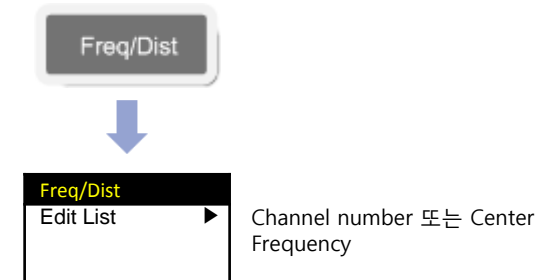 Freq/Dist
Freq/Dist
Edit List ▶
Channel number 또는 Center
Frequency